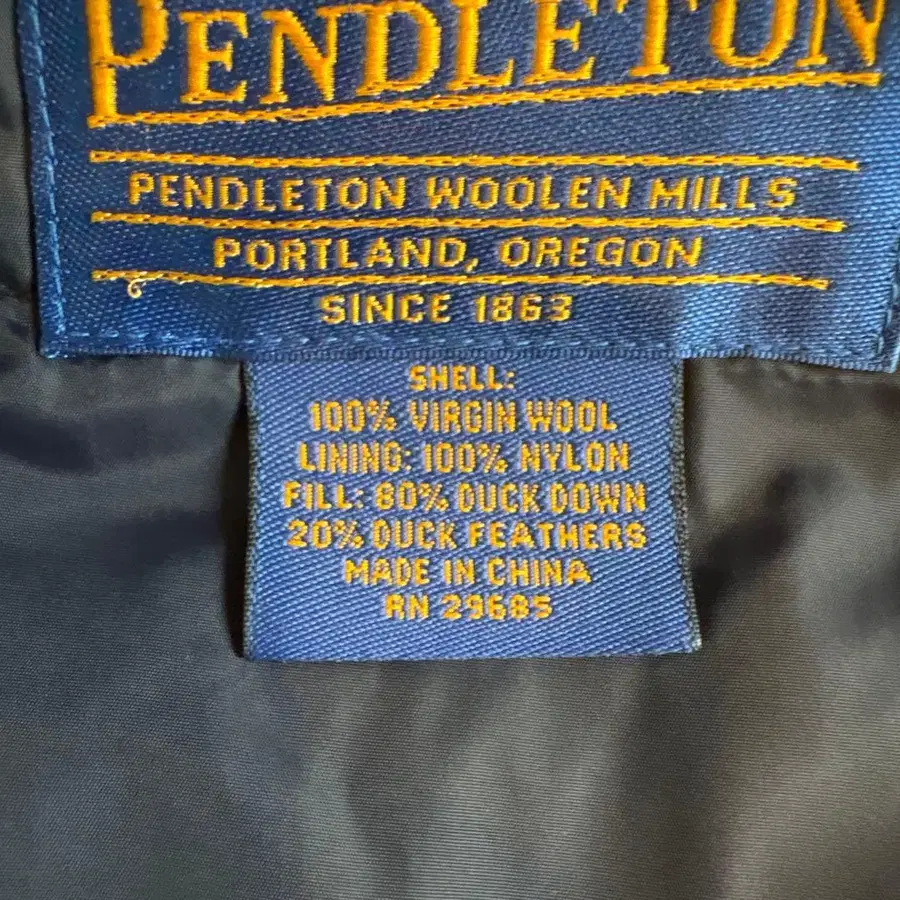 PENDLETON
PENDLETON WOOLEN MILLS
PORTLAND, OREGON
SINCE 1863
SHELL:
100% VIRGIN WOOL
LINING: 100% NYLON
FILL: 80% DUCK DOWN
20% DUCK FEATHERS
MADE IN CHINA
RN 29685